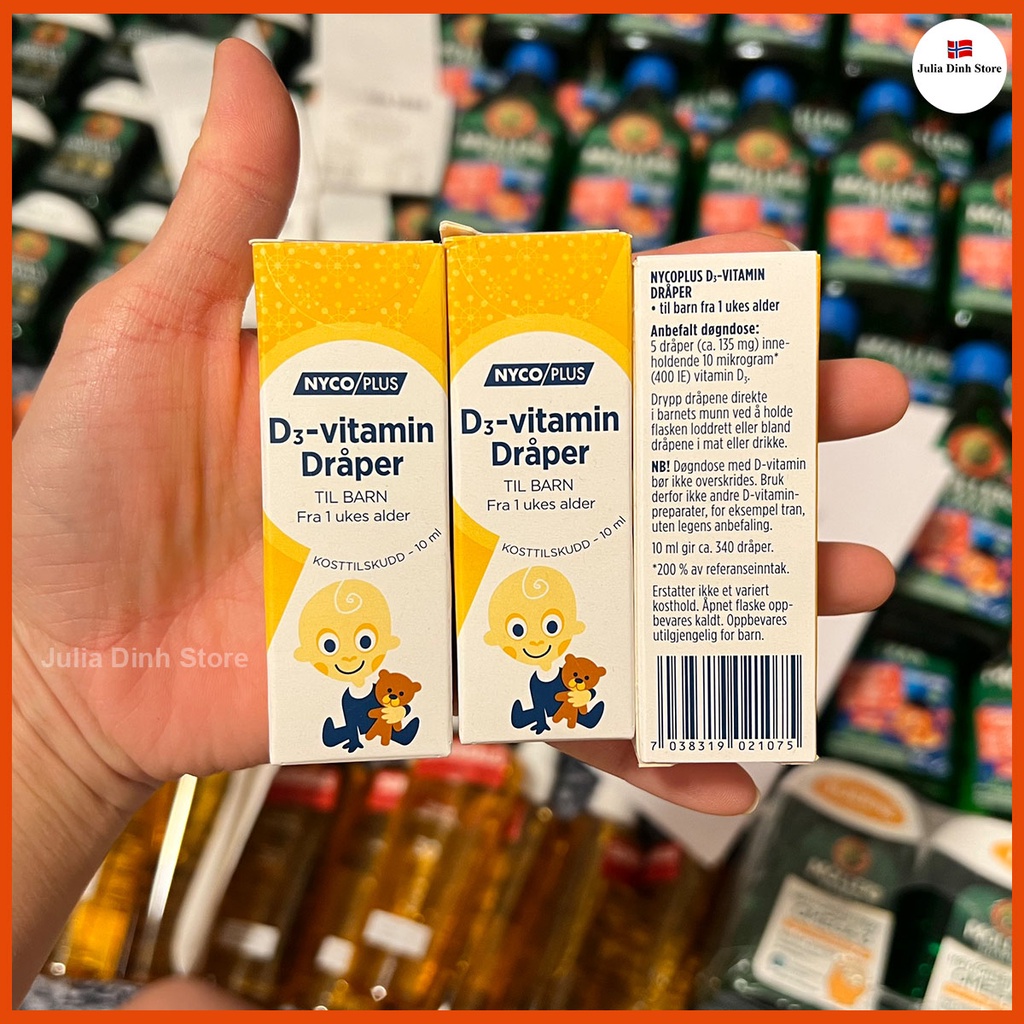 Julia Dinh Store
NYCO/PLUS
D₃-vitamin
Dråper
TIL BARN
Fra 1 ukes alder
KOSTTILSKUDD - 10 ml
NYCO/PLUS
D₃-vitamin
Dråper
TIL BARN
Fra 1 ukes alder
KOSTTILSKUDD - 10 ml
NYCOPLUS D₃-VITAMIN
DRÅPER
• til barn fra 1 ukes alder
Anbefalt døgndose:
5 dråper (ca. 135 mg) inne-
holdende 10 mikrogram*
(400 IE) vitamin D₃.
Drypp dråpene direkte
i barnets munn ved å holde
flasken loddrett eller bland
dråpene i mat eller drikke.
NB! Døgndose med D-vitamin
bør ikke overskrides. Bruk
derfor ikke andre D-vitamin-
preparater, for eksempel tran,
uten legens anbefaling.
10 ml gir ca. 340 dråper.
*200 % av referanseinntak.
Erstatter ikke et variert
kosthold. Åpnet flaske opp-
bevares kaldt. Oppbevares
utilgjengelig for barn.
7 038319 021075
Julia Dinh Store
MÖLLER'S